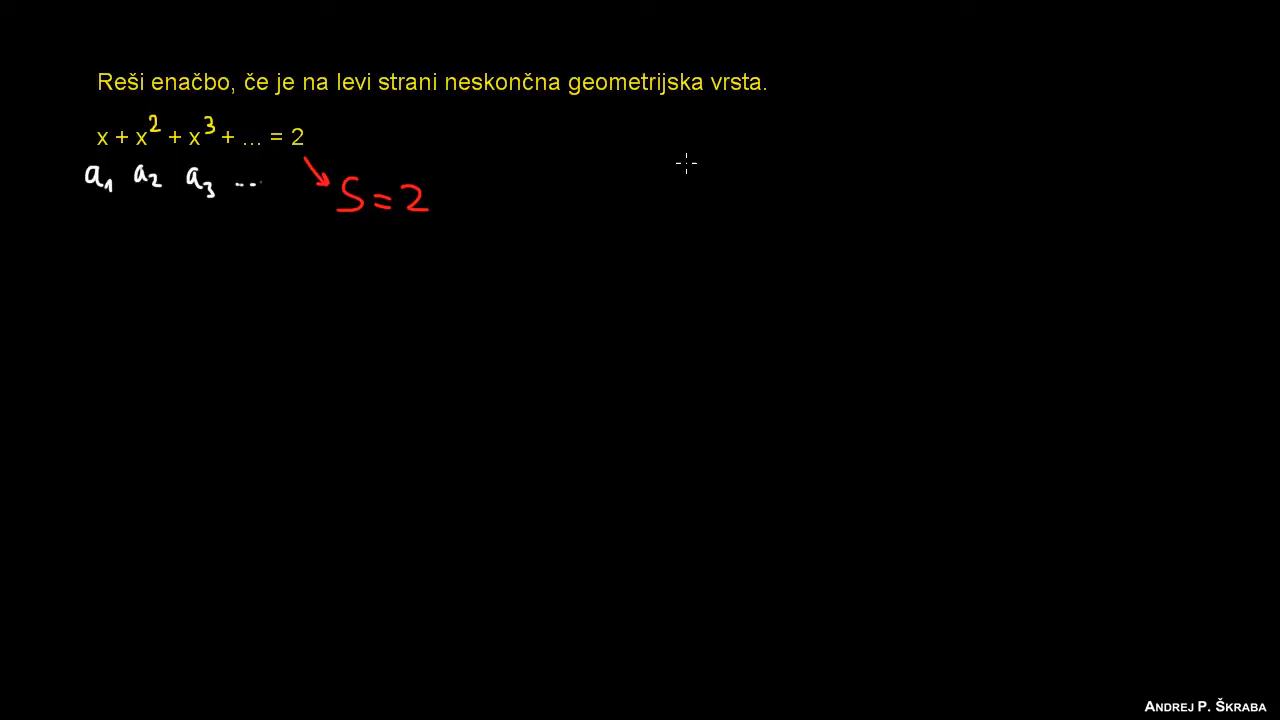 Reši enačbo, če je na levi strani neskončna geometrijska vrsta.
x + x² + x³ + ... = 2
a₁ a₂ a₃ ...
S = 2
ANDREJ P. ŠKRABA